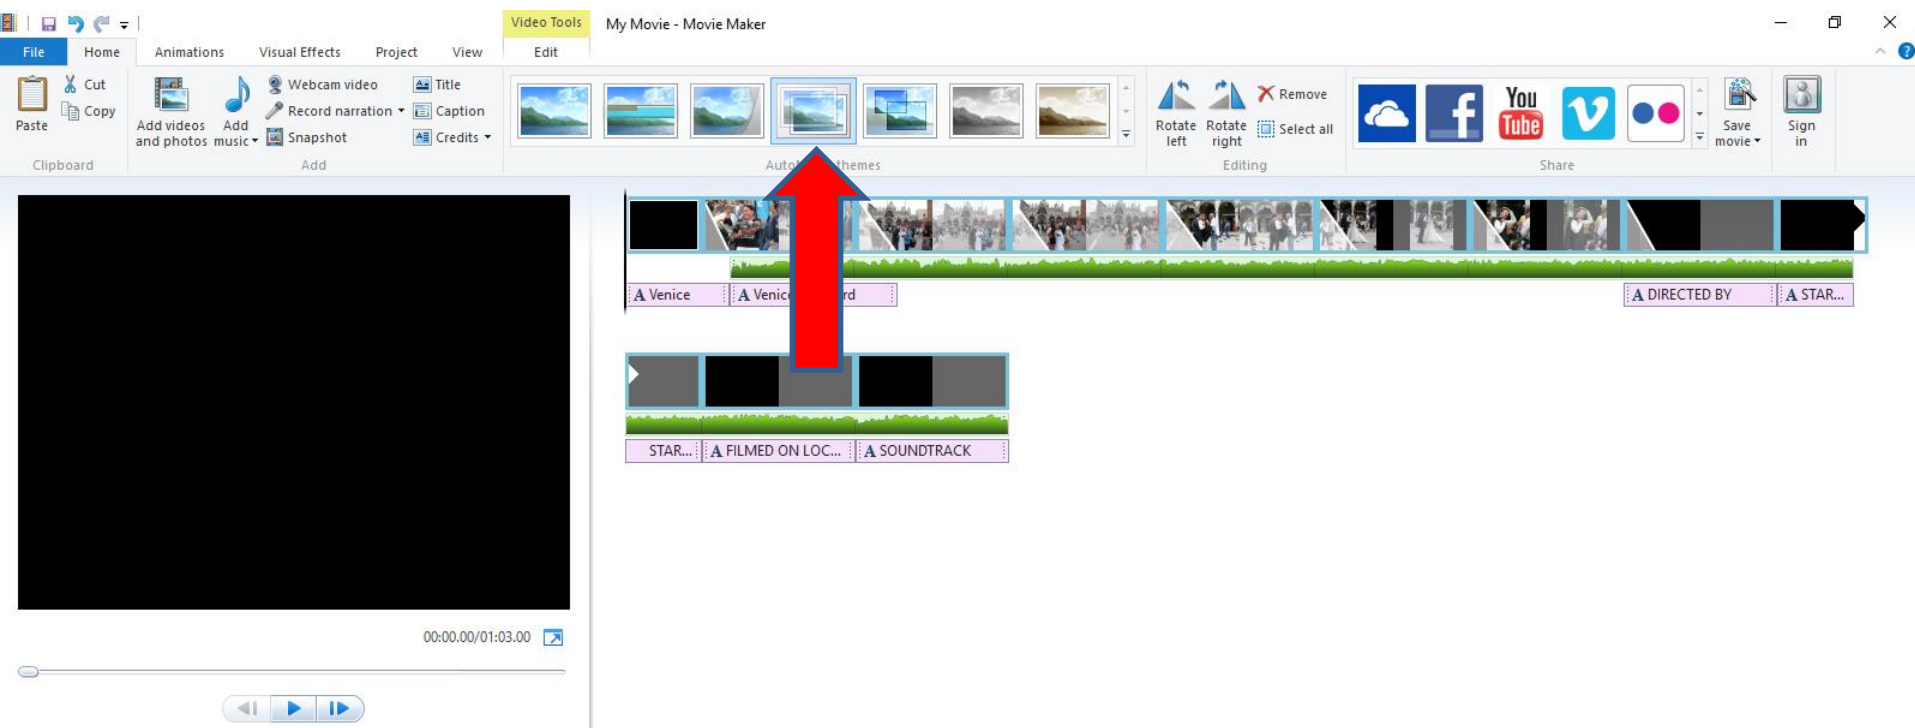 Video Tools
My Movie - Movie Maker
File Home Animations Visual Effects Project View Edit
Paste
Cut
Copy
Clipboard
Add videos
and photos
Add
music
Webcam video
Record narration
Snapshot
Title
Caption
Credits
Add
Rotate
left
Rotate
right
Remove
Select all
Editing
You
Tube
Share
Save
movie
Sign
in
A Venice
A DIRECTED BY
A STAR...
STAR...
A FILMED ON LOC...
A SOUNDTRACK
00:00.00/01:03.00